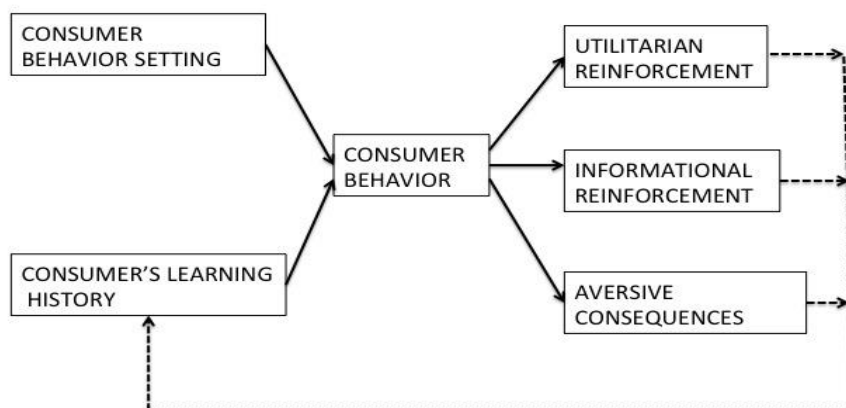 CONSUMER
BEHAVIOR SETTING
UTILITARIAN
REINFORCEMENT
CONSUMER
BEHAVIOR
INFORMATIONAL
REINFORCEMENT
CONSUMER’S LEARNING
HISTORY
AVERSIVE
CONSEQUENCES